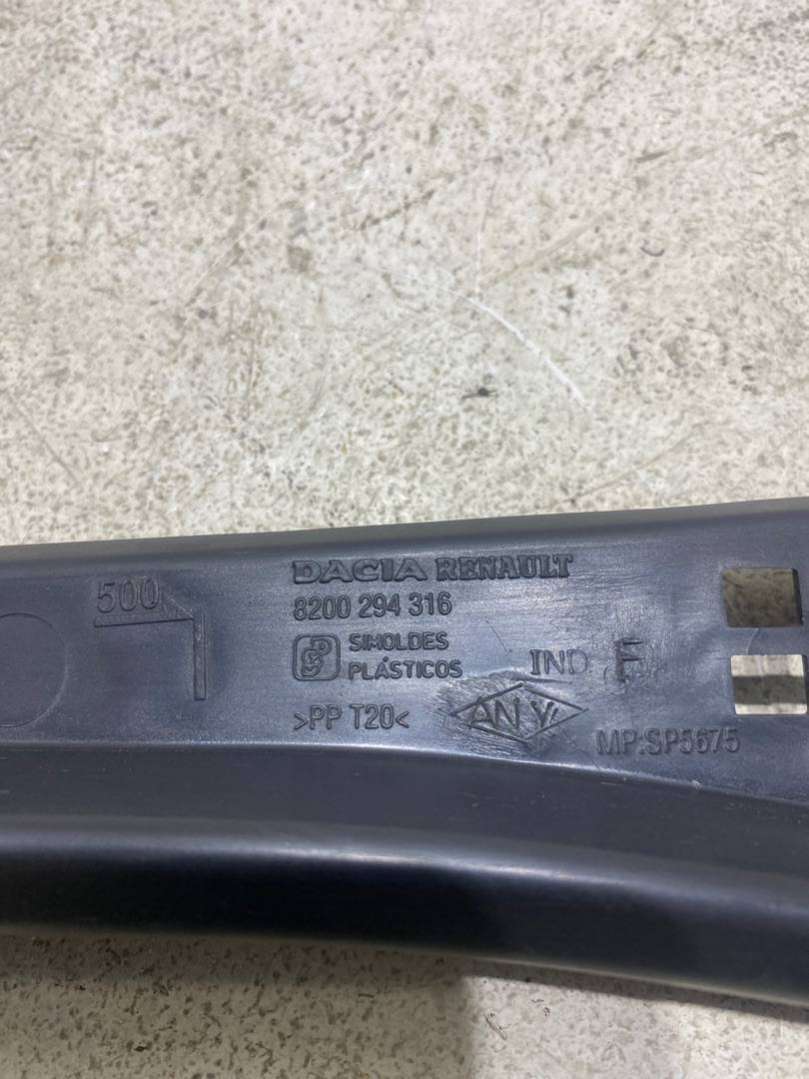 500
DACIA RENAULT
8200 294 316
SIMOLDES
PLÁSTICOS
IND F
>PP T20<
AN Y
MP:SP5675